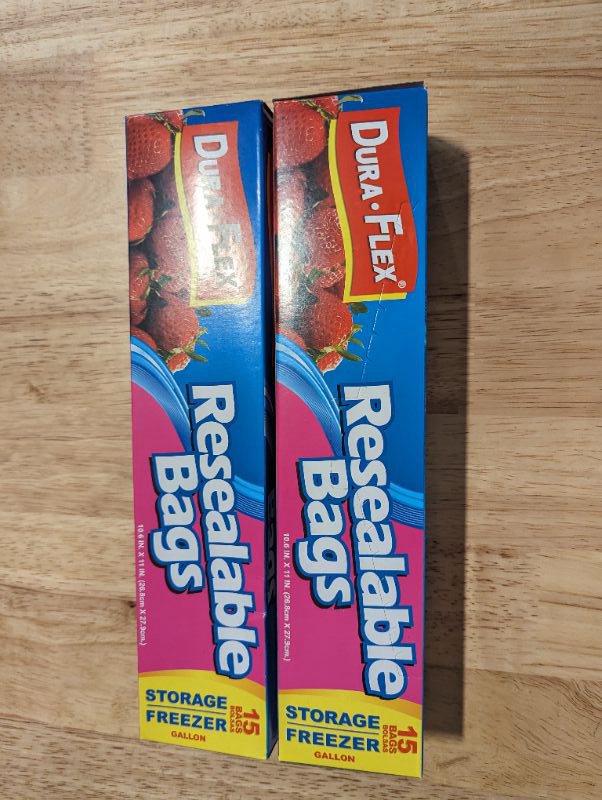 DURA·FLEX
Resealable
Bags
10.6 IN. X 11 IN. (26.8cm X 27.9cm.)
STORAGE
FREEZER
GALLON
15
BAGS
BOLSAS
DURA·FLEX®
Resealable
Bags
10.6 IN. X 11 IN. (26.8cm X 27.9cm.)
STORAGE
FREEZER
GALLON
15
BAGS
BOLSAS